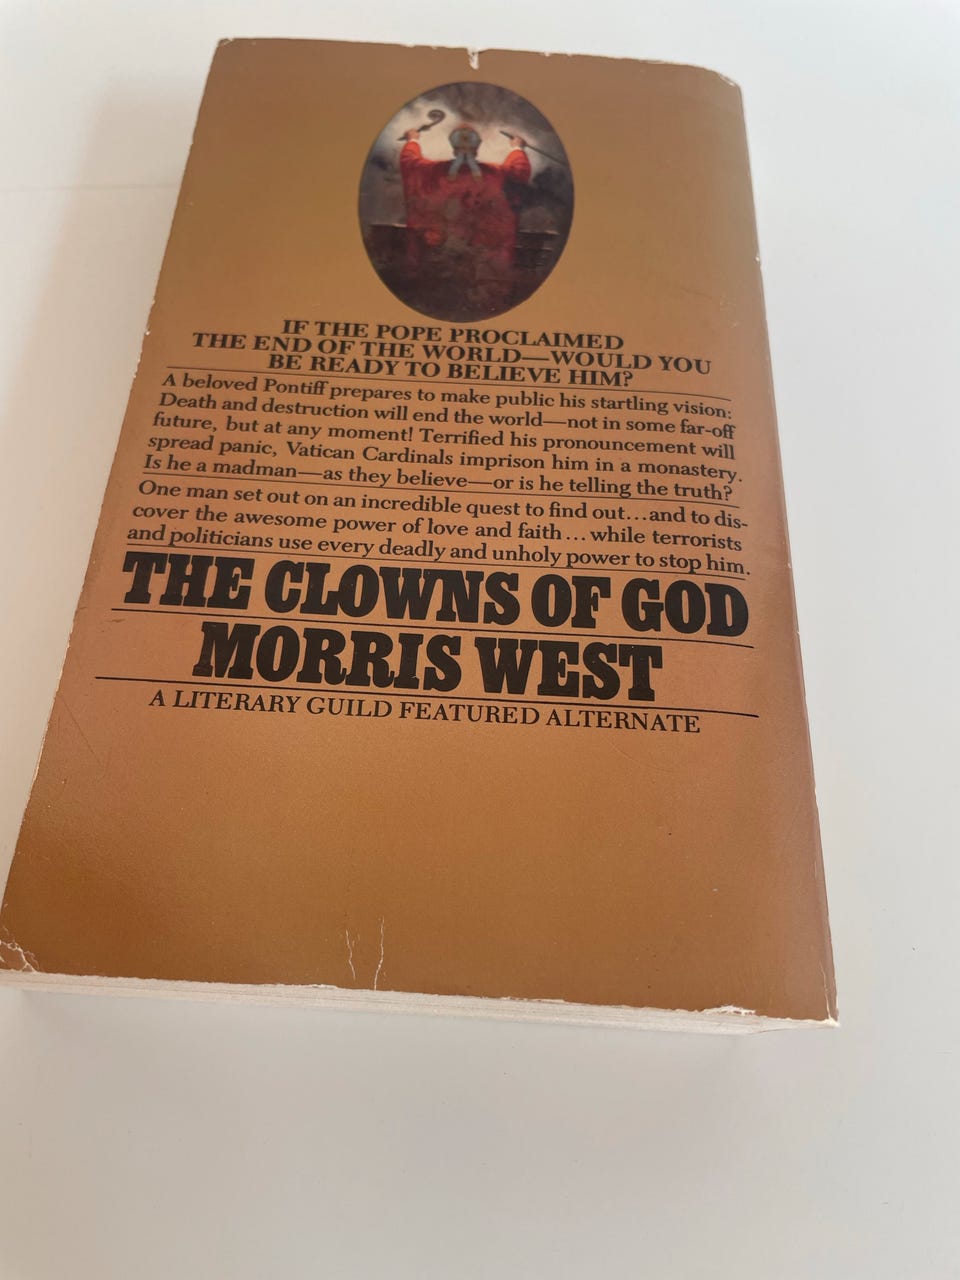 IF THE POPE PROCLAIMED
THE END OF THE WORLD—WOULD YOU
BE READY TO BELIEVE HIM?
A beloved Pontiff prepares to make public his startling vision:
Death and destruction will end the world—not in some far-off
future, but at any moment! Terrified his pronouncement will
spread panic, Vatican Cardinals imprison him in a monastery.
Is he a madman—as they believe—or is he telling the truth?
One man set out on an incredible quest to find out...and to dis-
cover the awesome power of love and faith...while terrorists
and politicians use every deadly and unholy power to stop him.
THE CLOWNS OF GOD
MORRIS WEST
A LITERARY GUILD FEATURED ALTERNATE